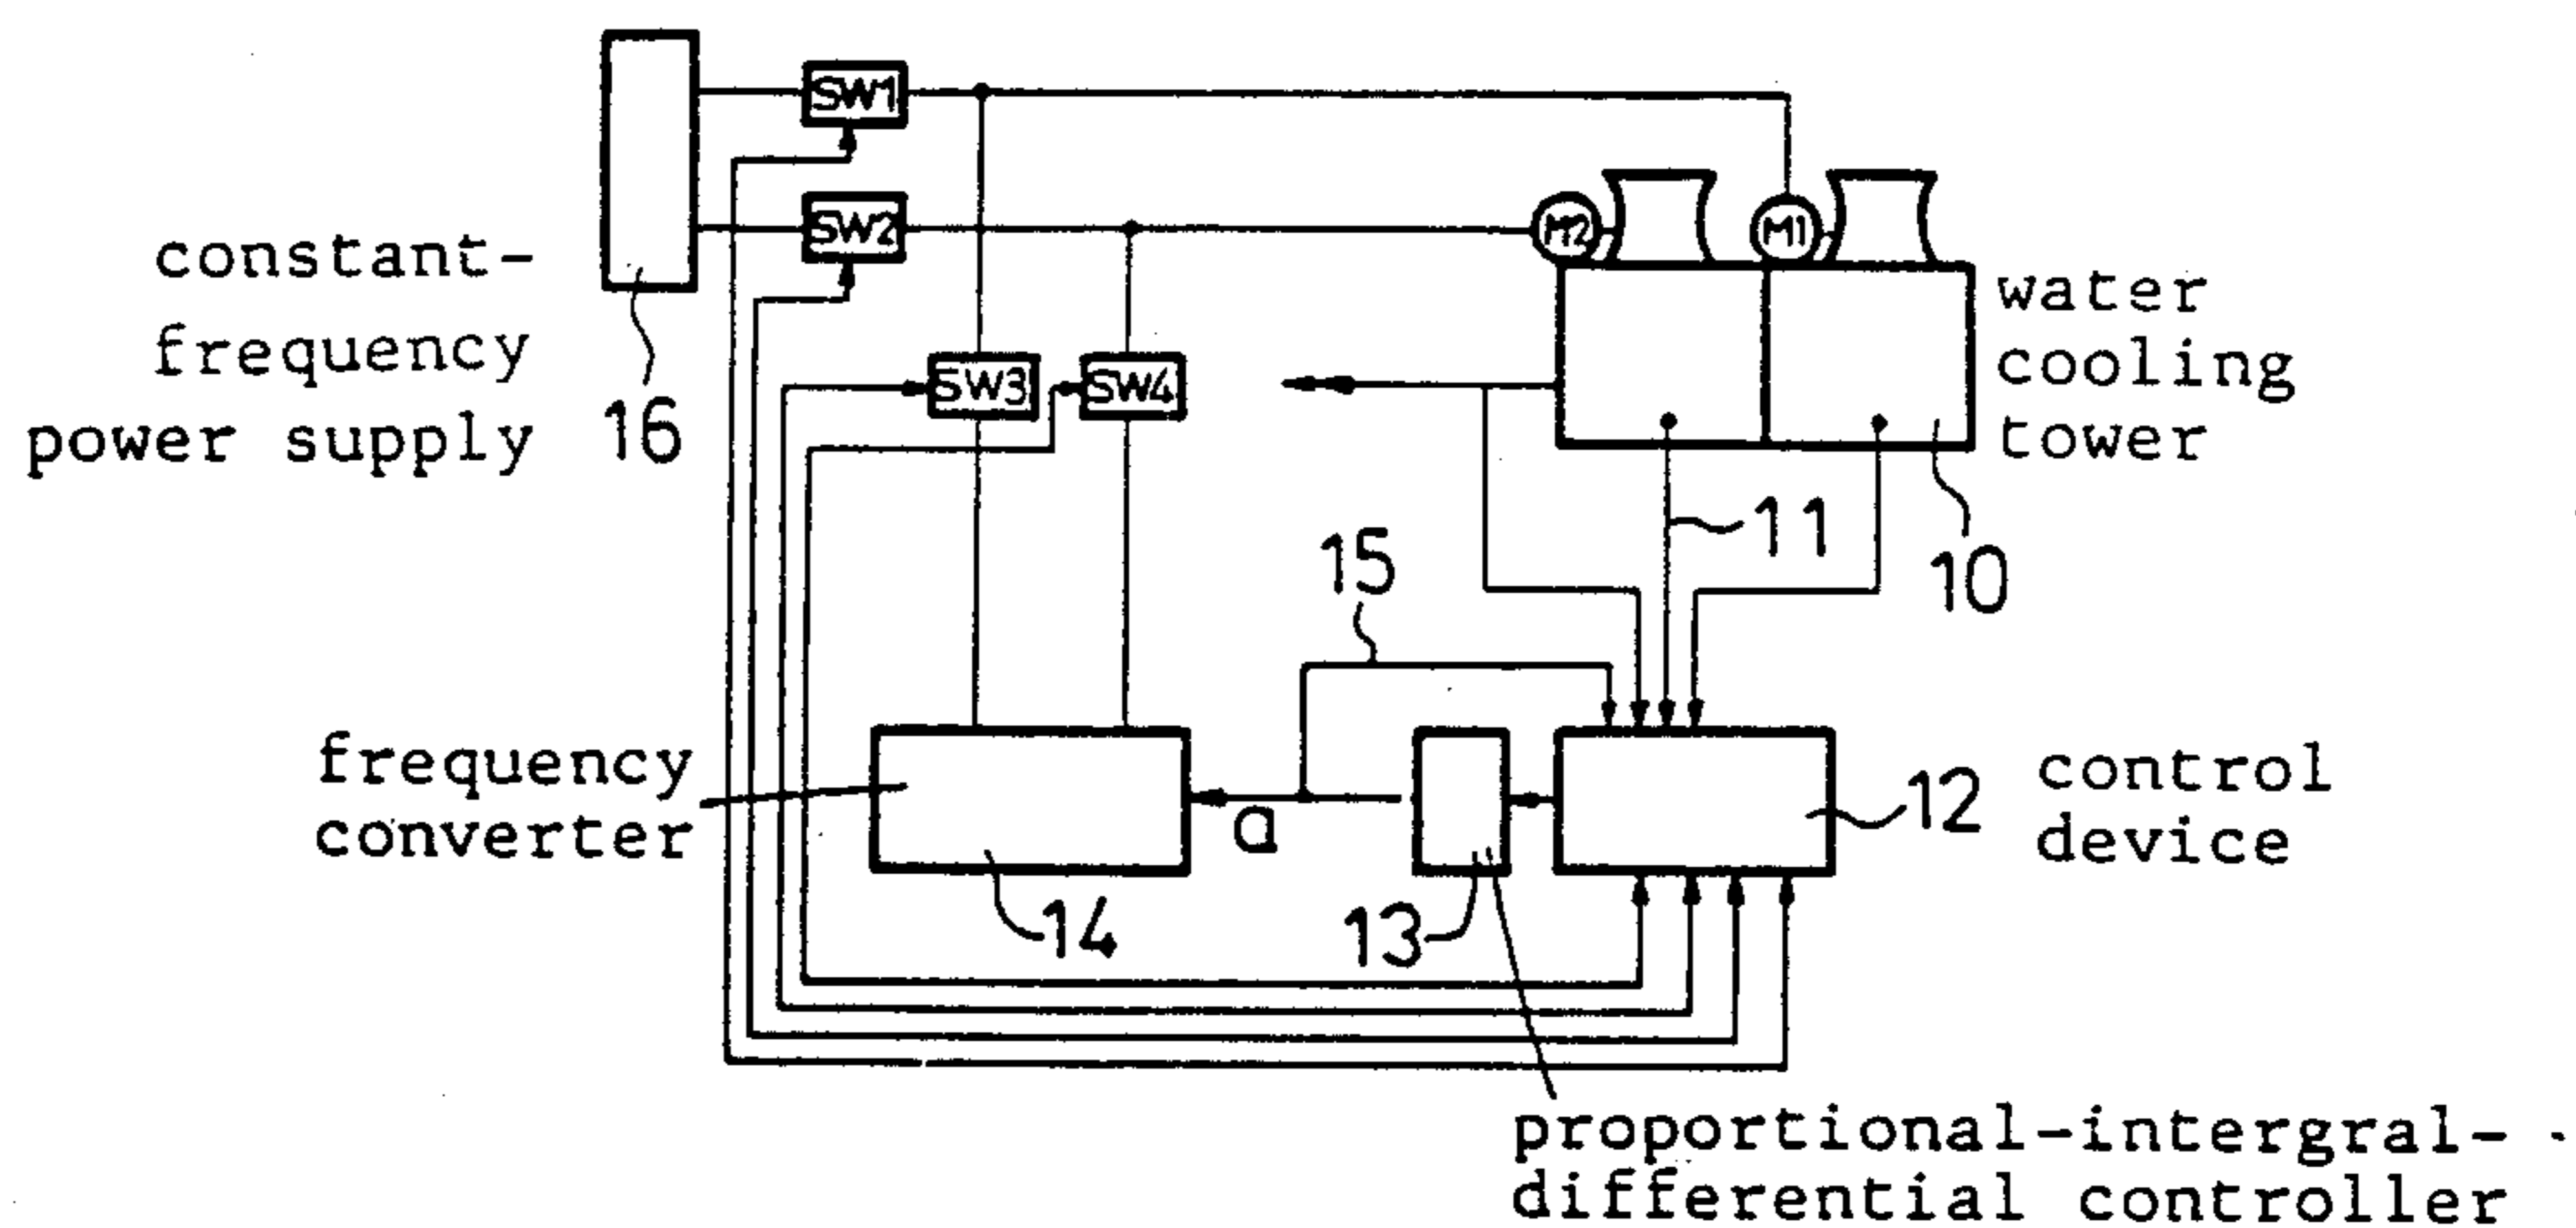 SW1
SW2
M2
M1
constant-
frequency
power supply
16
SW3
SW4
water
cooling
tower
11
10
15
frequency
converter
14
a
13
12
control
device
proportional-intergral-
differential controller